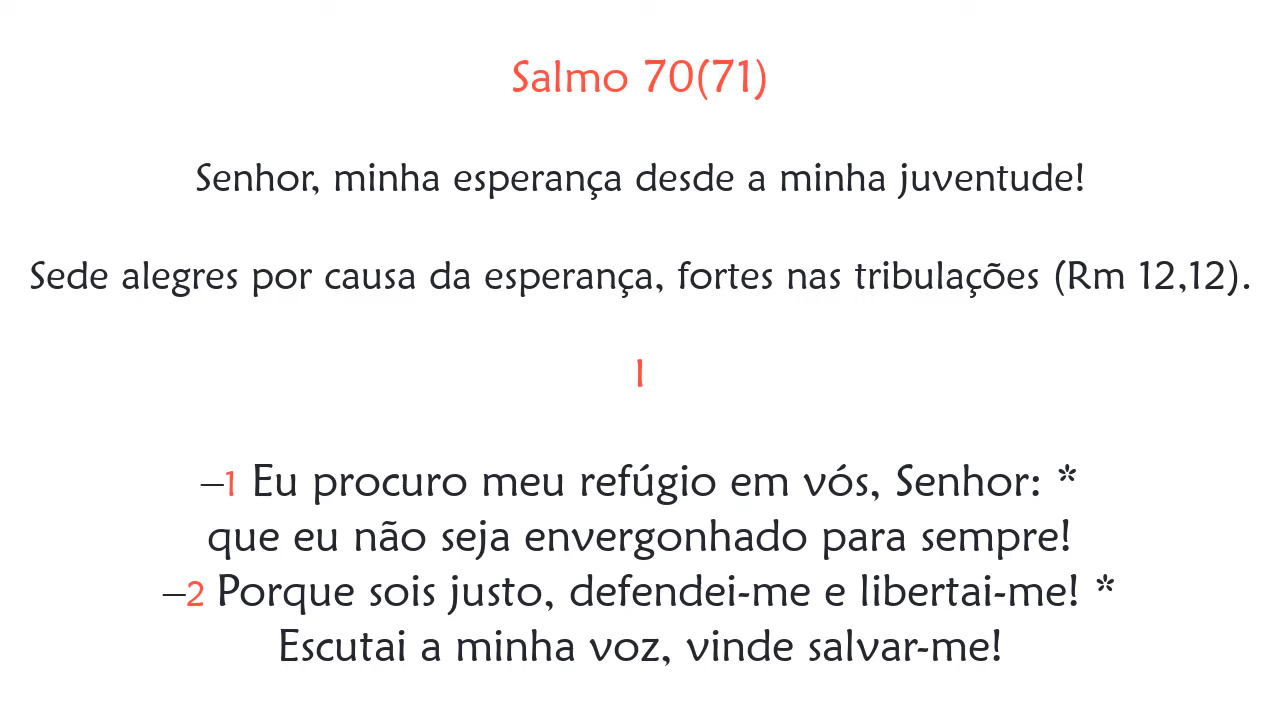 Salmo 70(71)
Senhor, minha esperança desde a minha juventude!
Sede alegres por causa da esperança, fortes nas tribulações (Rm 12,12).
I
–1 Eu procuro meu refúgio em vós, Senhor: *
que eu não seja envergonhado para sempre!
–2 Porque sois justo, defendei-me e libertai-me! *
Escutai a minha voz, vinde salvar-me!